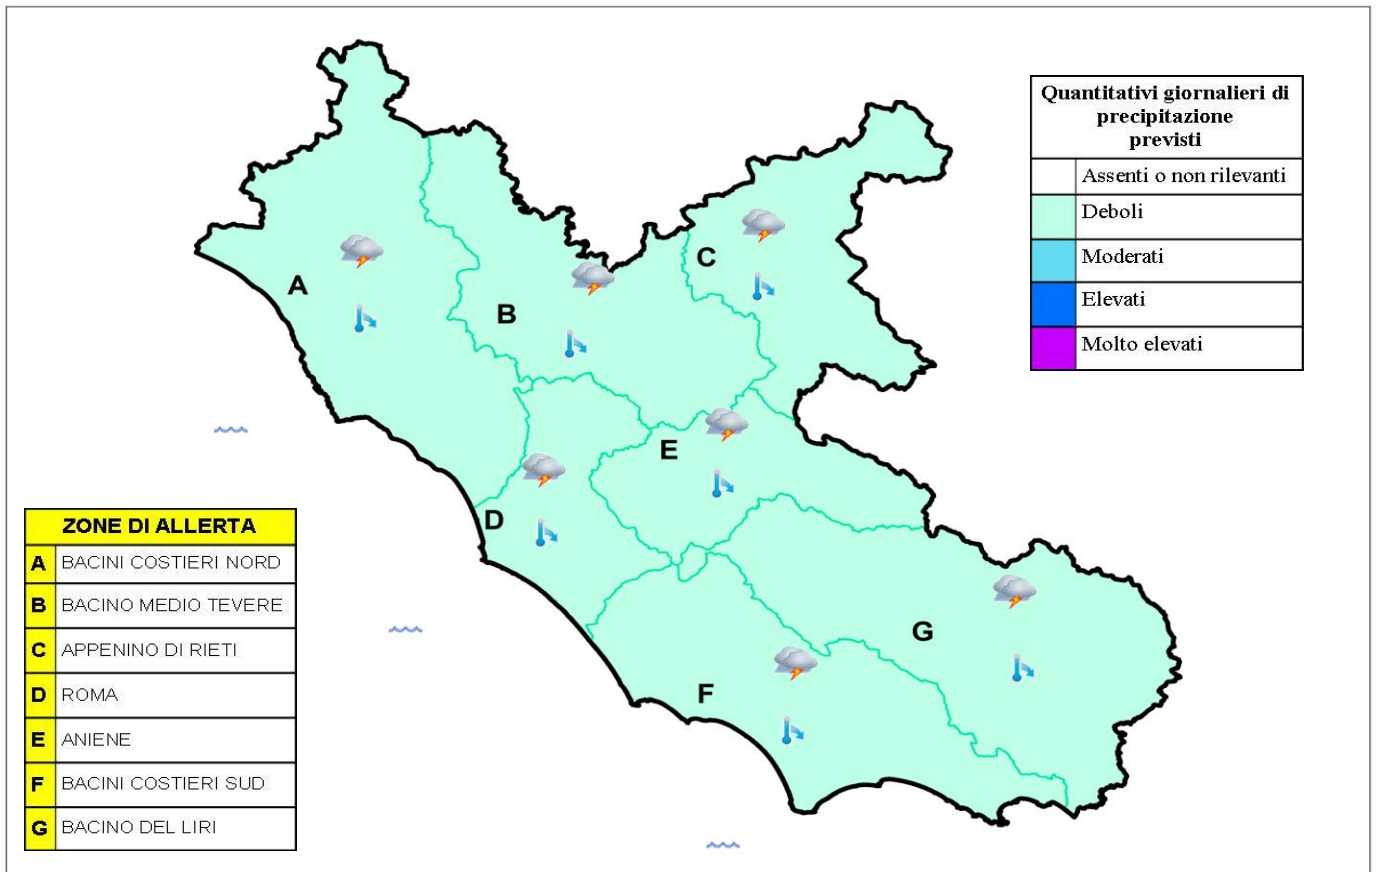 Quantitativi giornalieri di
precipitazione
previsti
Assenti o non rilevanti
Deboli
Moderati
Elevati
Molto elevati
A
B
C
D
E
F
G
ZONE DI ALLERTA
A BACINI COSTIERI NORD
B BACINO MEDIO TEVERE
C APPENINO DI RIETI
D ROMA
E ANIENE
F BACINI COSTIERI SUD
G BACINO DEL LIRI